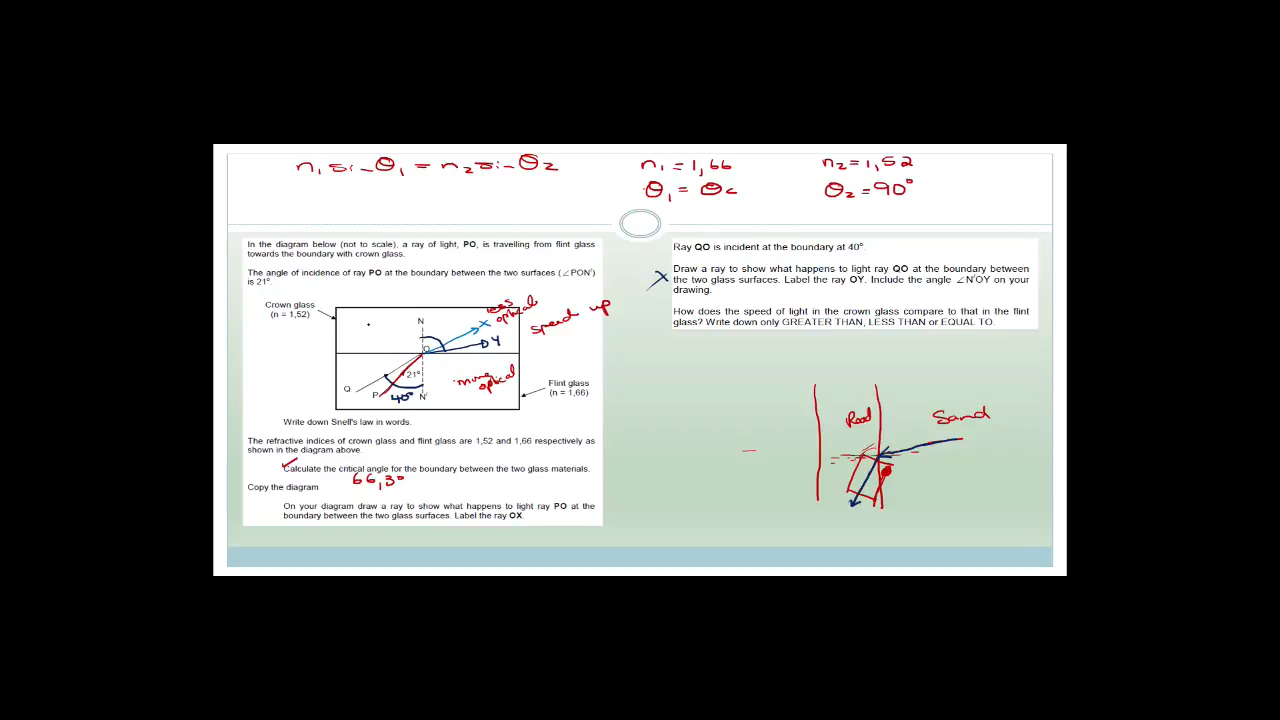 n₁ sin θ₁ = n₂ sin θ₂
n₁ = 1,66
n₂ = 1,52
θ₁ = θc
θ₂ = 90°
In the diagram below (not to scale), a ray of light, PO, is travelling from flint glass
towards the boundary with crown glass.
The angle of incidence of ray PO at the boundary between the two surfaces (∠PON')
is 21°.
Crown glass
(n = 1,52)
less
optical
speed up
N
X
O
Y
21°
more
optical
Q
P
40°
N'
Flint glass
(n = 1,66)
Write down Snell's law in words.
The refractive indices of crown glass and flint glass are 1,52 and 1,66 respectively as
shown in the diagram above.
Calculate the critical angle for the boundary between the two glass materials.
66,3°
Copy the diagram
On your diagram draw a ray to show what happens to light ray PO at the
boundary between the two glass surfaces. Label the ray OX.
Ray QO is incident at the boundary at 40°.
Draw a ray to show what happens to light ray QO at the boundary between
the two glass surfaces. Label the ray OY. Include the angle ∠N'OY on your
drawing.
How does the speed of light in the crown glass compare to that in the flint
glass? Write down only GREATER THAN, LESS THAN or EQUAL TO.
Road
Sand